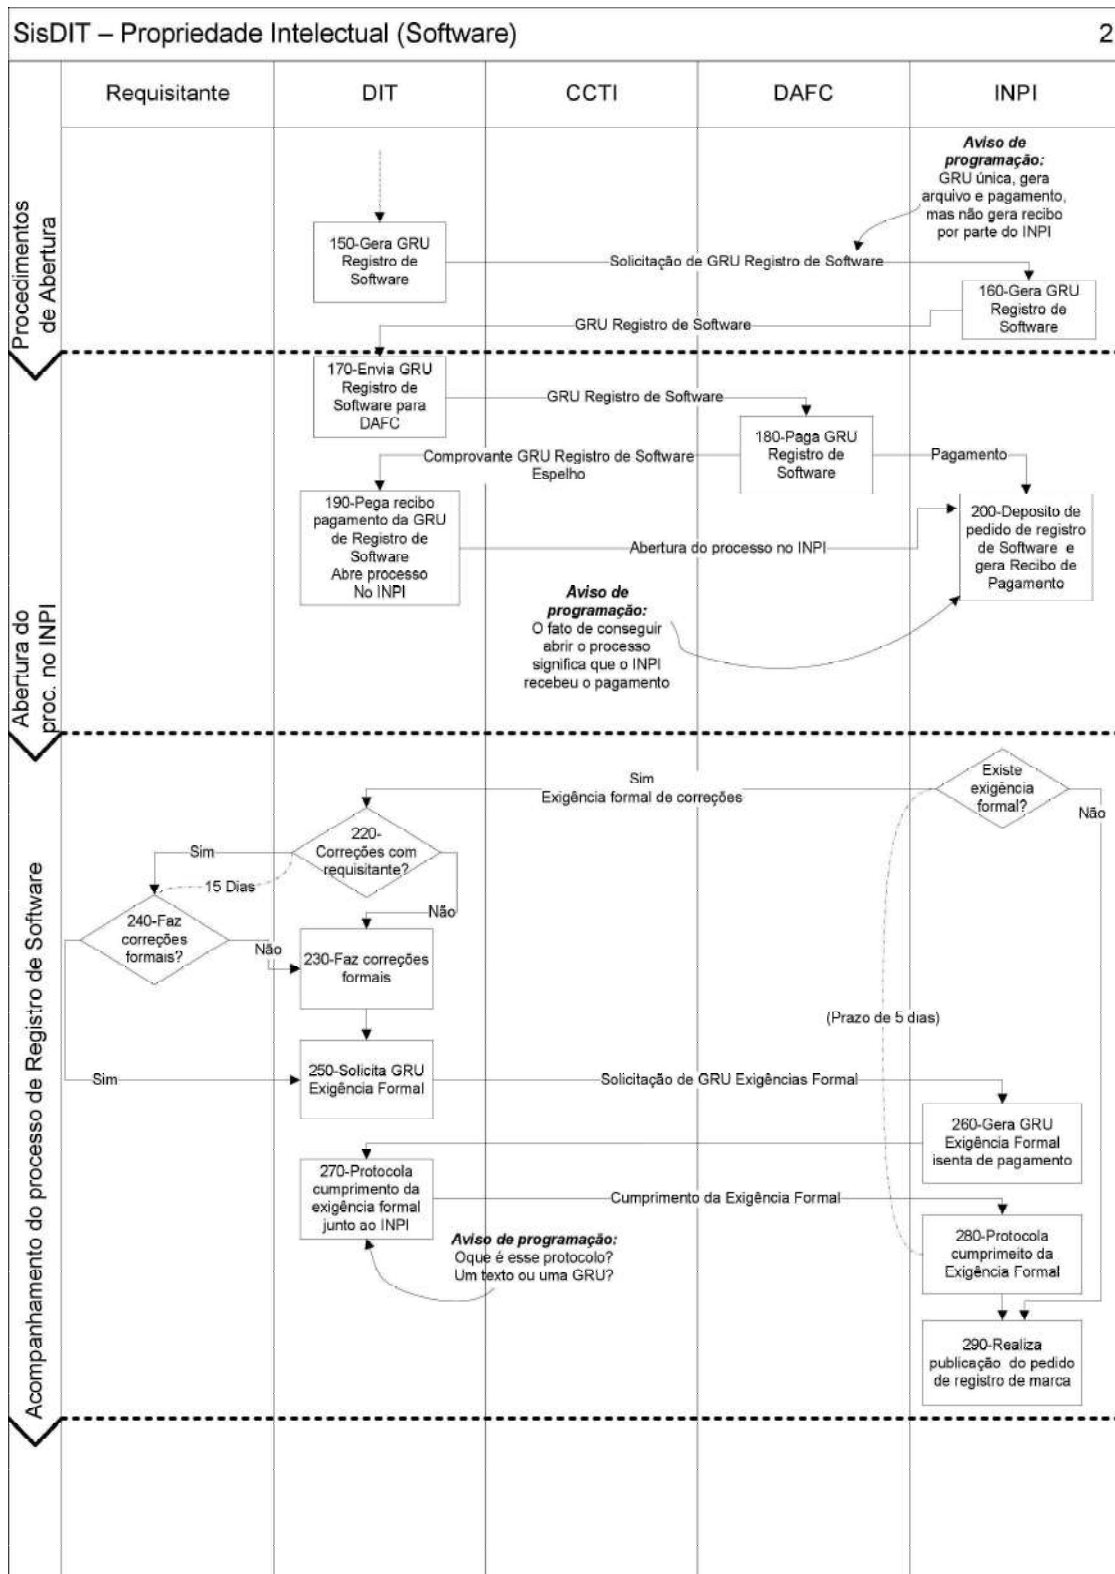 SisDIT – Propriedade Intelectual (Software)
2
Requisitante
DIT
CCTI
DAFC
INPI
Procedimentos
de Abertura
Aviso de
programação:
GRU única, gera
arquivo e pagamento,
mas não gera recibo
por parte do INPI
150-Gera GRU
Registro de
Software
Solicitação de GRU Registro de Software
160-Gera GRU
Registro de
Software
GRU Registro de Software
Abertura do
proc. no INPI
170-Envia GRU
Registro de
Software para
DAFC
GRU Registro de Software
180-Paga GRU
Registro de
Software
Comprovante GRU Registro de Software
Espelho
Pagamento
190-Pega recibo
pagamento da GRU
de Registro de
Software
Abre processo
No INPI
Abertura do processo no INPI
200-Deposito de
pedido de registro
de Software e
gera Recibo de
Pagamento
Aviso de
programação:
O fato de conseguir
abrir o processo
significa que o INPI
recebeu o pagamento
Acompanhamento do processo de Registro de Software
Existe
exigência
formal?
Sim
Exigência formal de correções
Não
220-
Correções com
requisitante?
Sim
15 Dias
Não
240-Faz
correções
formais?
Não
230-Faz correções
formais
(Prazo de 5 dias)
Sim
250-Solicita GRU
Exigência Formal
Solicitação de GRU Exigências Formal
260-Gera GRU
Exigência Formal
isenta de pagamento
270-Protocola
cumprimento da
exigência formal
junto ao INPI
Cumprimento da Exigência Formal
280-Protocola
cumprimeito da
Exigência Formal
Aviso de programação:
Oque é esse protocolo?
Um texto ou uma GRU?
290-Realiza
publicação do pedido
de registro de marca